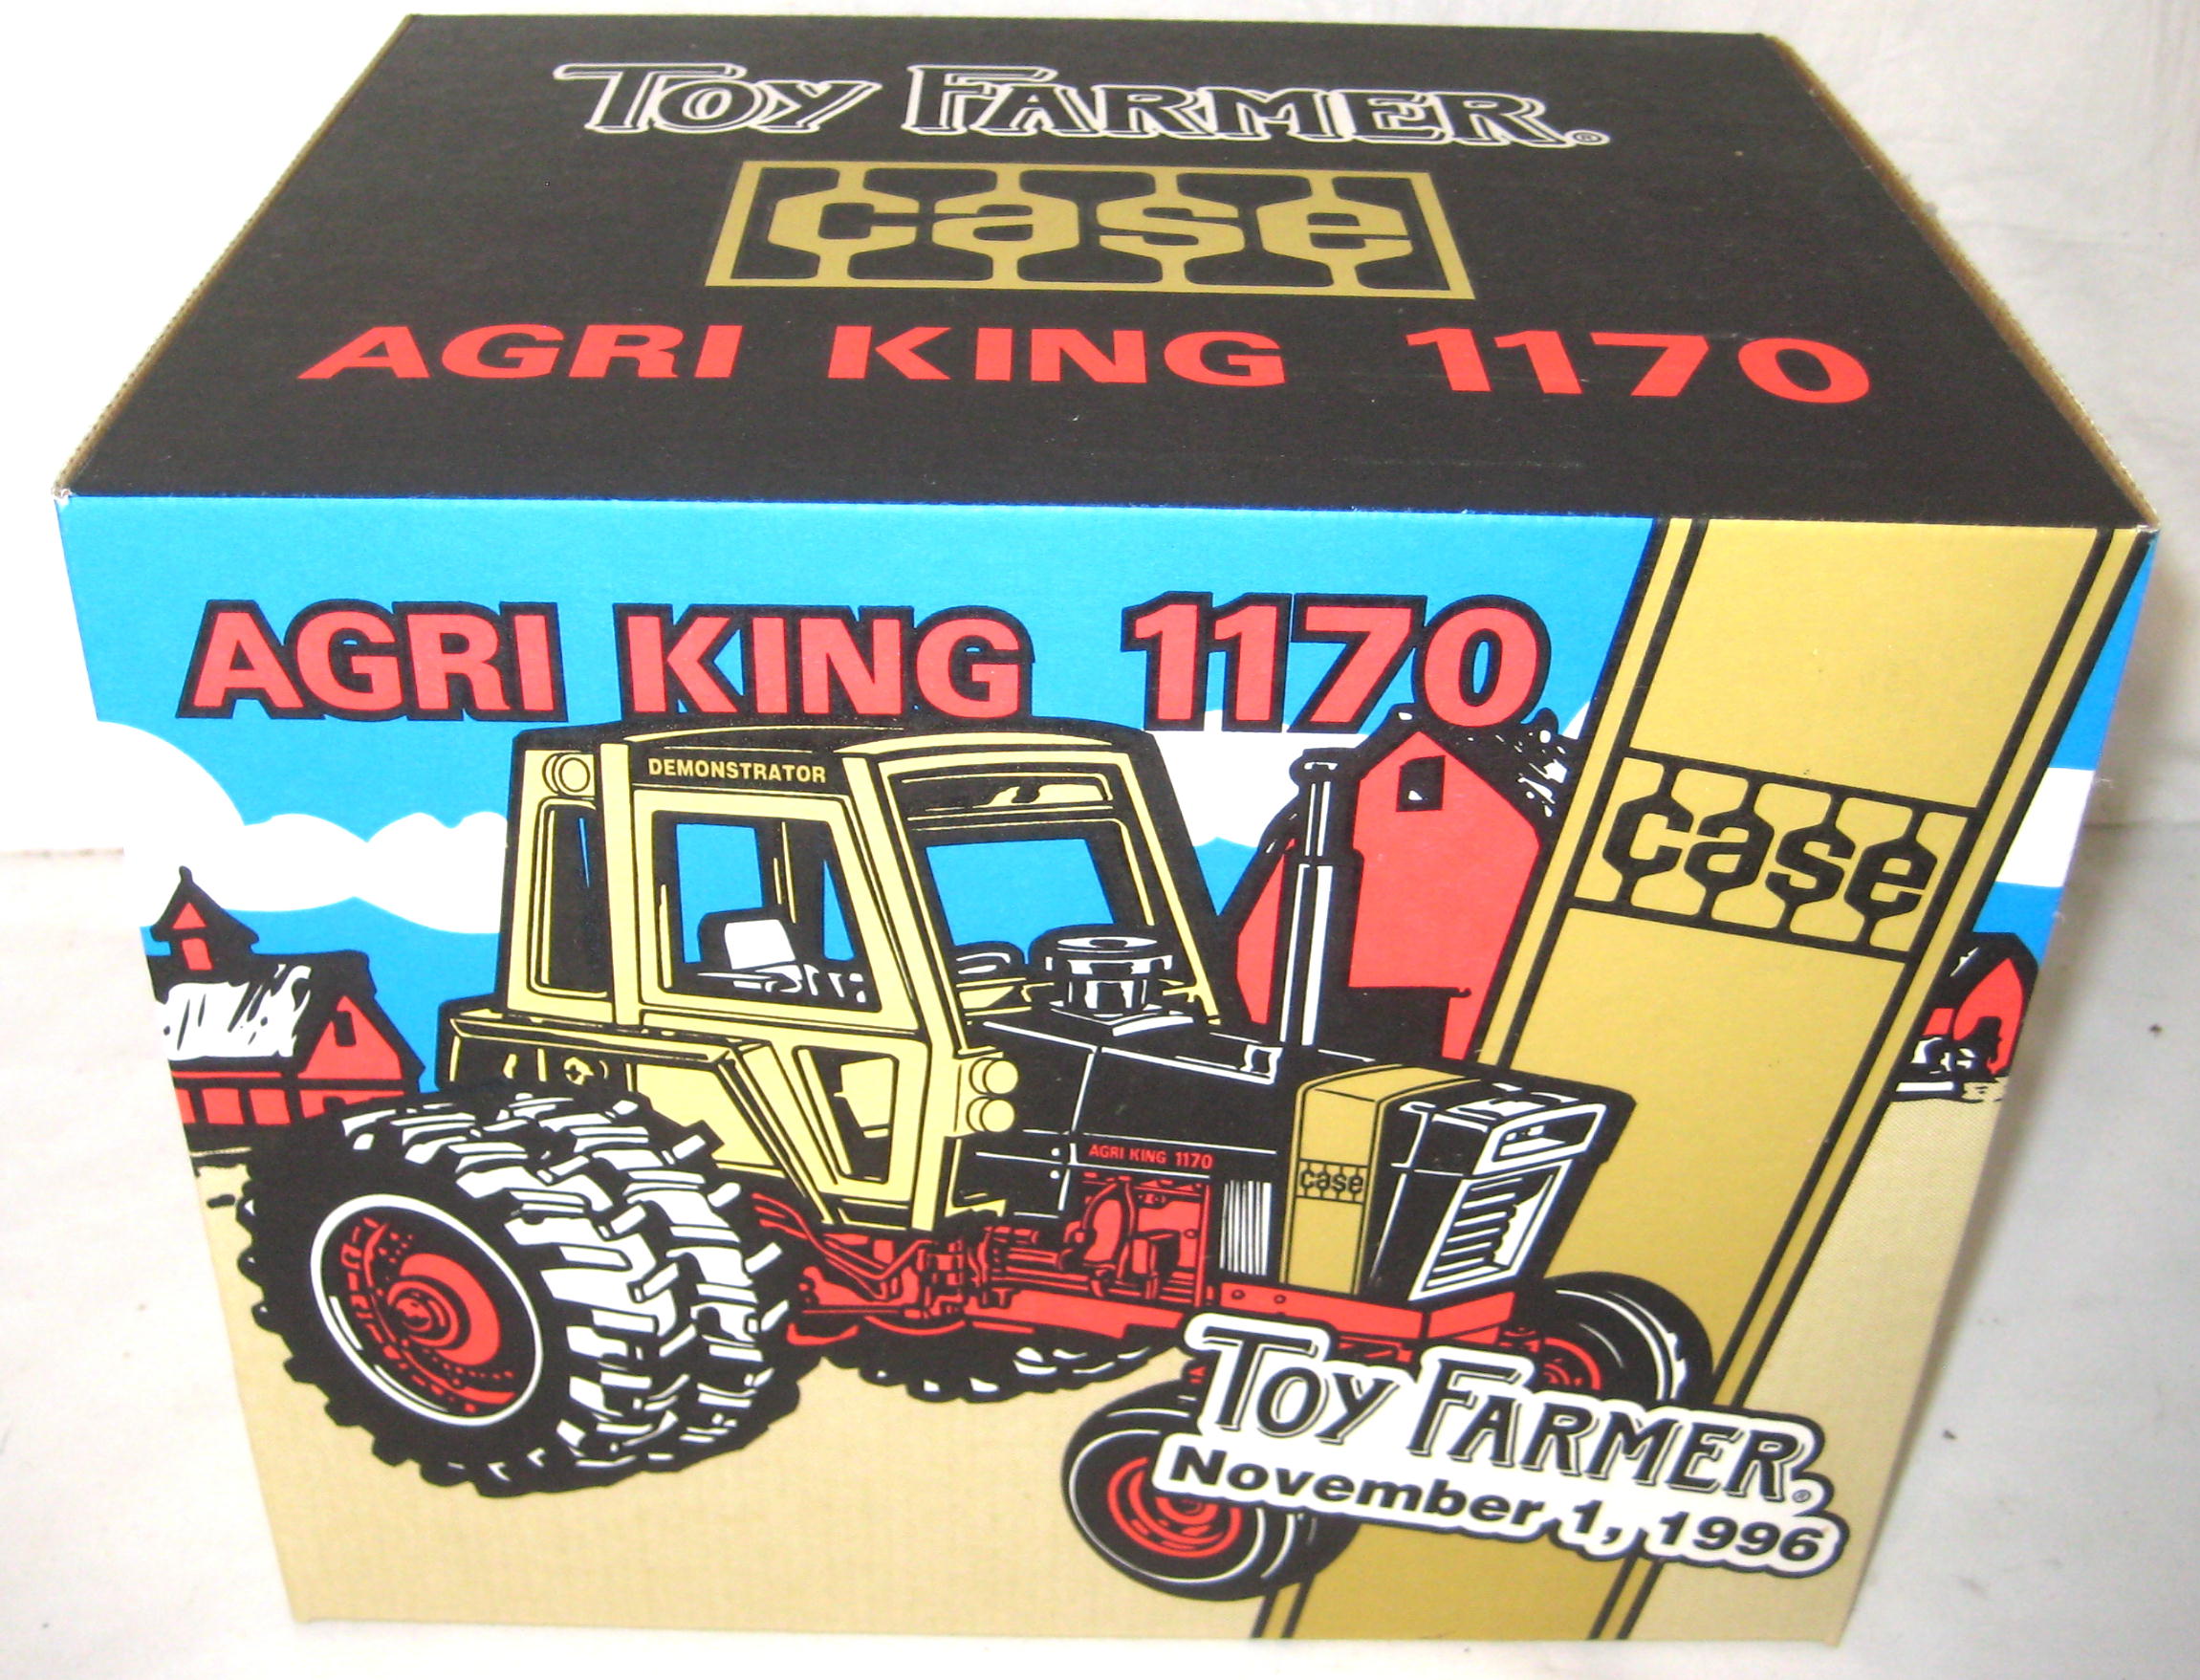 TOY FARMER®
case
AGRI KING 1170
AGRI KING 1170
DEMONSTRATOR
case
AGRI KING 1170
case
TOY FARMER®
November 1, 1996